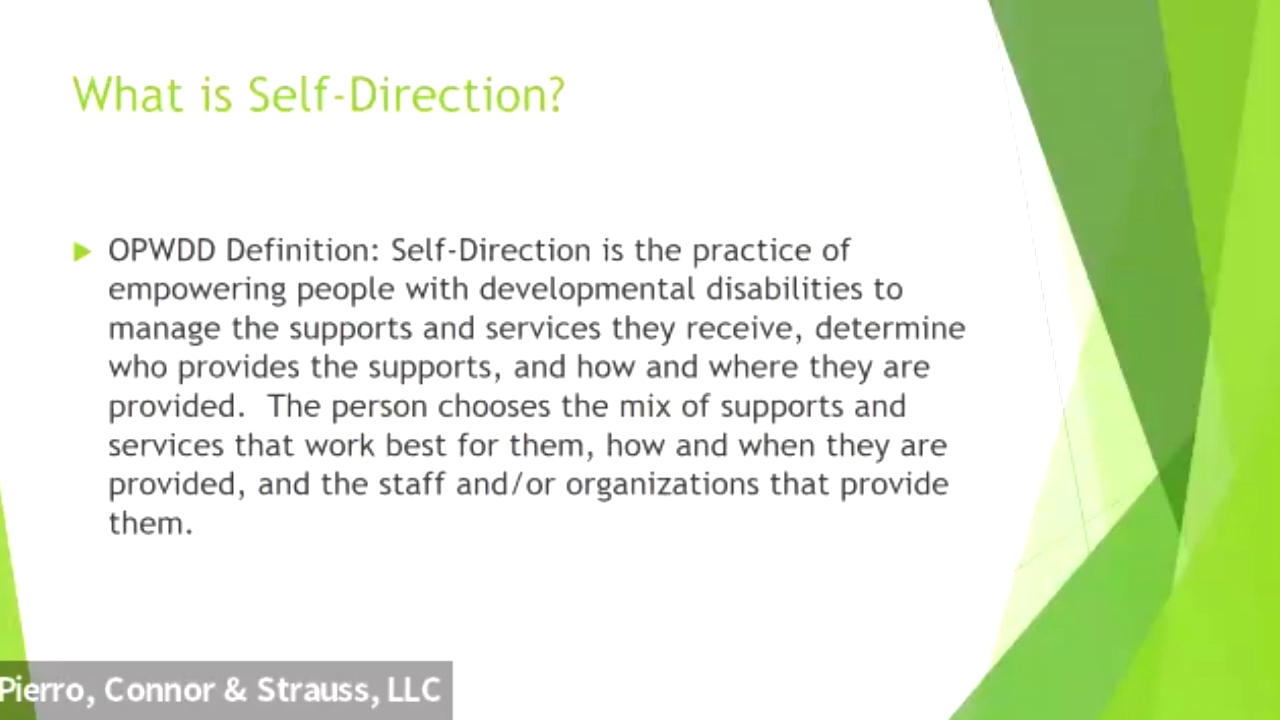 What is Self-Direction?
OPWDD Definition: Self-Direction is the practice of
empowering people with developmental disabilities to
manage the supports and services they receive, determine
who provides the supports, and how and where they are
provided.  The person chooses the mix of supports and
services that work best for them, how and when they are
provided, and the staff and/or organizations that provide
them.
Pierro, Connor & Strauss, LLC